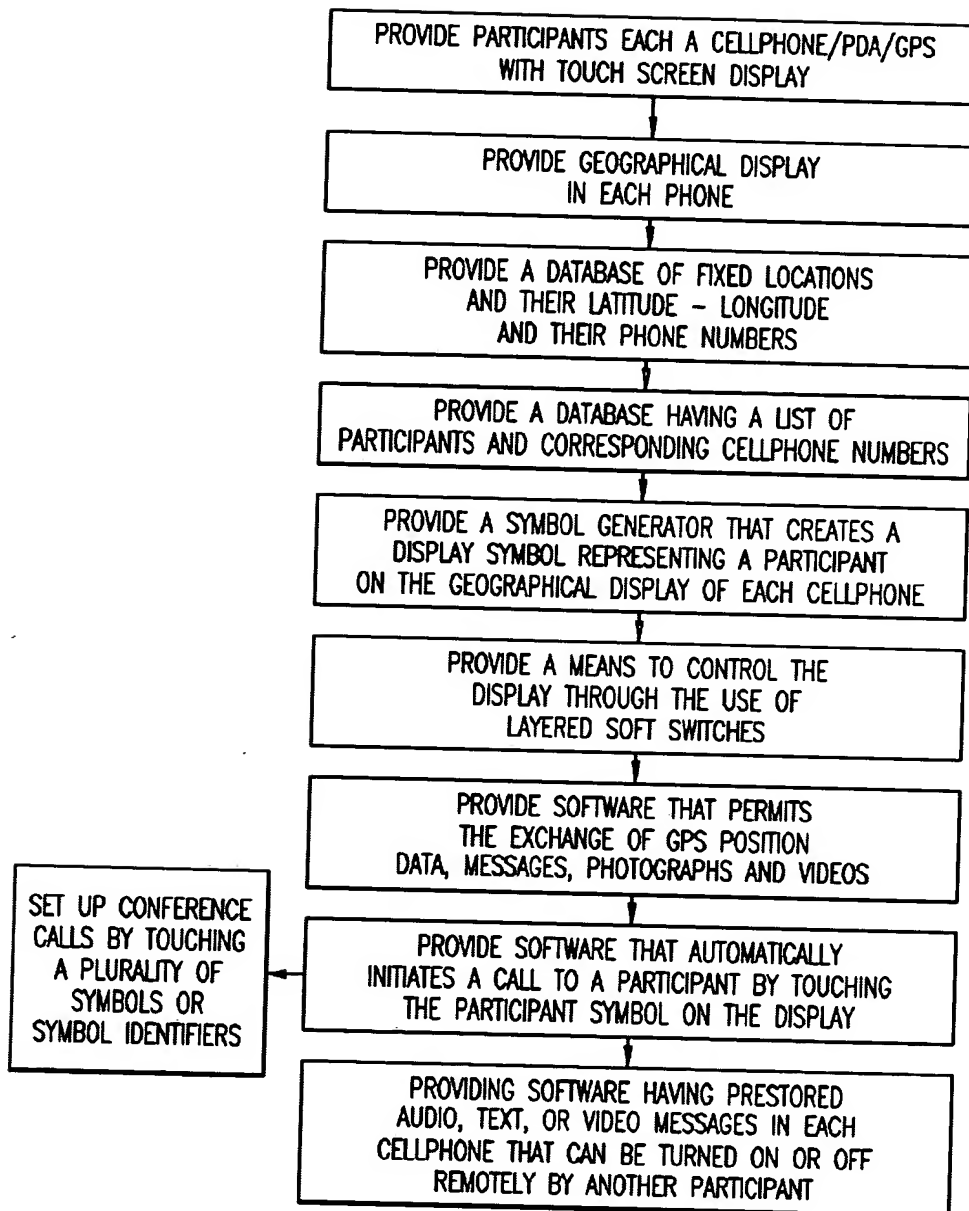 PROVIDE PARTICIPANTS EACH A CELLPHONE/PDA/GPS
WITH TOUCH SCREEN DISPLAY
PROVIDE GEOGRAPHICAL DISPLAY
IN EACH PHONE
PROVIDE A DATABASE OF FIXED LOCATIONS
AND THEIR LATITUDE – LONGITUDE
AND THEIR PHONE NUMBERS
PROVIDE A DATABASE HAVING A LIST OF
PARTICIPANTS AND CORRESPONDING CELLPHONE NUMBERS
PROVIDE A SYMBOL GENERATOR THAT CREATES A
DISPLAY SYMBOL REPRESENTING A PARTICIPANT
ON THE GEOGRAPHICAL DISPLAY OF EACH CELLPHONE
PROVIDE A MEANS TO CONTROL THE
DISPLAY THROUGH THE USE OF
LAYERED SOFT SWITCHES
PROVIDE SOFTWARE THAT PERMITS
THE EXCHANGE OF GPS POSITION
DATA, MESSAGES, PHOTOGRAPHS AND VIDEOS
PROVIDE SOFTWARE THAT AUTOMATICALLY
INITIATES A CALL TO A PARTICIPANT BY TOUCHING
THE PARTICIPANT SYMBOL ON THE DISPLAY
SET UP CONFERENCE
CALLS BY TOUCHING
A PLURALITY OF
SYMBOLS OR
SYMBOL IDENTIFIERS
PROVIDING SOFTWARE HAVING PRESTORED
AUDIO, TEXT, OR VIDEO MESSAGES IN EACH
CELLPHONE THAT CAN BE TURNED ON OR OFF
REMOTELY BY ANOTHER PARTICIPANT